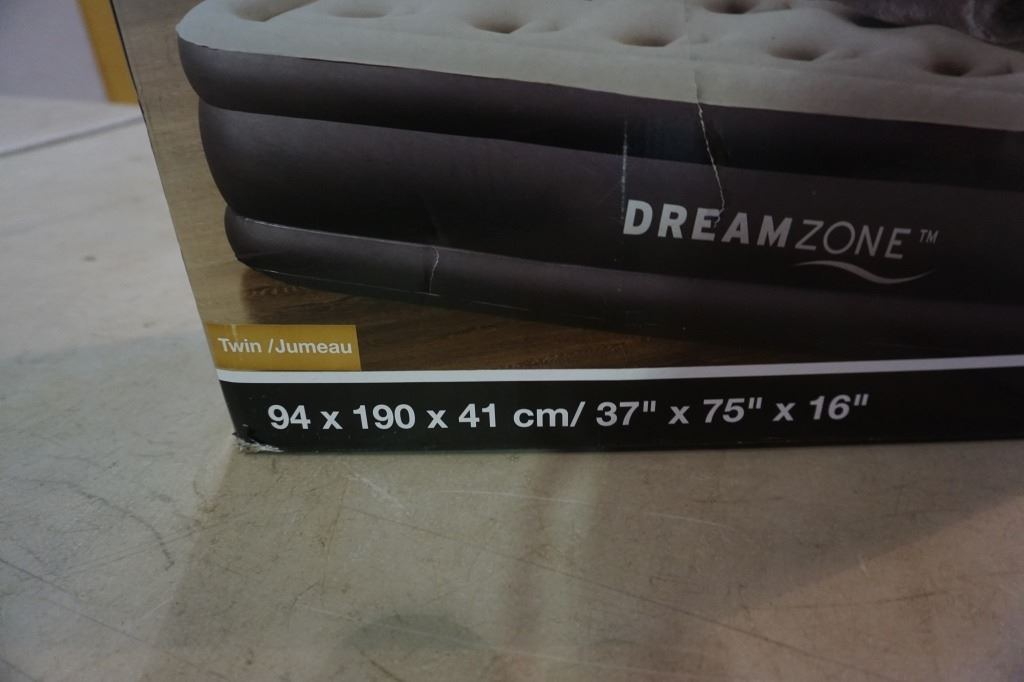 DREAMZONE™
Twin /Jumeau
94 x 190 x 41 cm/ 37" x 75" x 16"